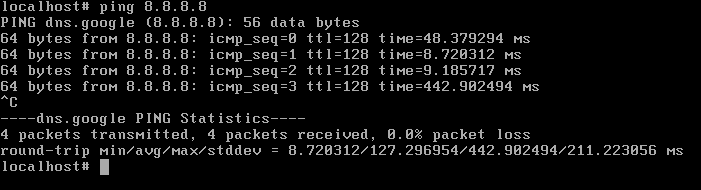 localhost# ping 8.8.8.8
PING dns.google (8.8.8.8): 56 data bytes
64 bytes from 8.8.8.8: icmp_seq=0 ttl=128 time=48.379294 ms
64 bytes from 8.8.8.8: icmp_seq=1 ttl=128 time=8.720312 ms
64 bytes from 8.8.8.8: icmp_seq=2 ttl=128 time=9.185717 ms
64 bytes from 8.8.8.8: icmp_seq=3 ttl=128 time=442.902494 ms
^C
----dns.google PING Statistics----
4 packets transmitted, 4 packets received, 0.0% packet loss
round-trip min/avg/max/stddev = 8.720312/127.296954/442.902494/211.223056 ms
localhost#